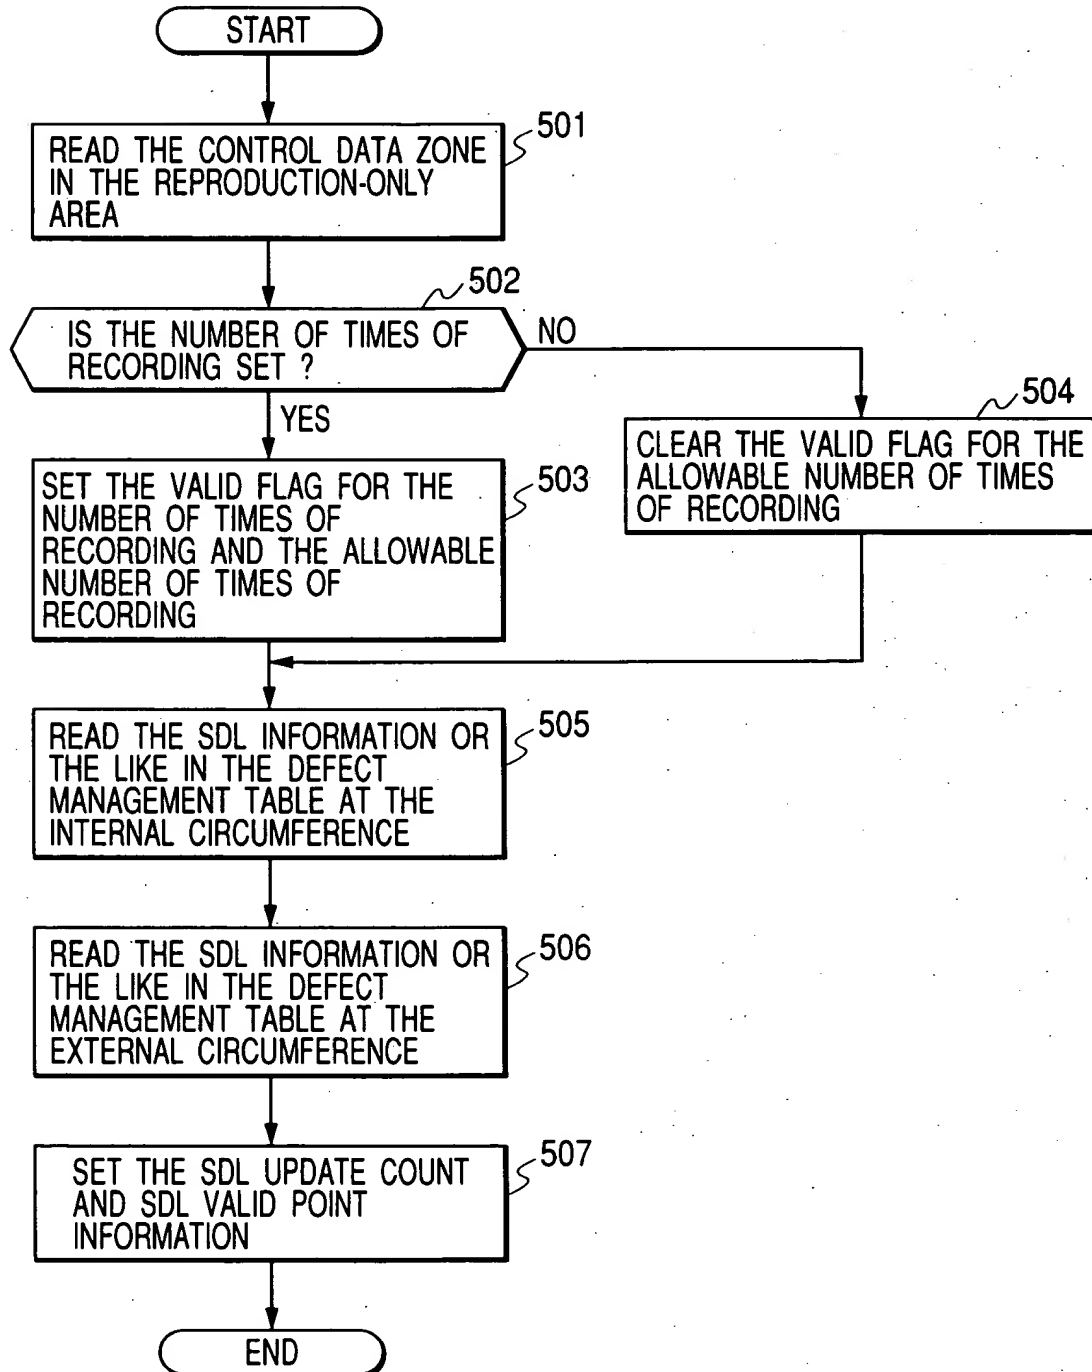 START
501
READ THE CONTROL DATA ZONE
IN THE REPRODUCTION-ONLY
AREA
502
IS THE NUMBER OF TIMES OF
RECORDING SET ?
NO
YES
504
CLEAR THE VALID FLAG FOR THE
ALLOWABLE NUMBER OF TIMES
OF RECORDING
503
SET THE VALID FLAG FOR THE
NUMBER OF TIMES OF
RECORDING AND THE ALLOWABLE
NUMBER OF TIMES OF
RECORDING
505
READ THE SDL INFORMATION OR
THE LIKE IN THE DEFECT
MANAGEMENT TABLE AT THE
INTERNAL CIRCUMFERENCE
506
READ THE SDL INFORMATION OR
THE LIKE IN THE DEFECT
MANAGEMENT TABLE AT THE
EXTERNAL CIRCUMFERENCE
507
SET THE SDL UPDATE COUNT
AND SDL VALID POINT
INFORMATION
END